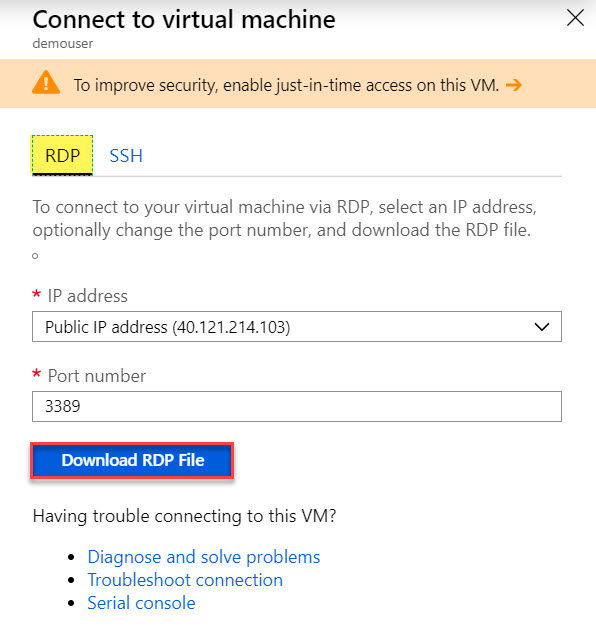 Connect to virtual machine
demouser
To improve security, enable just-in-time access on this VM. →
RDP SSH
To connect to your virtual machine via RDP, select an IP address,
optionally change the port number, and download the RDP file.
* IP address
Public IP address (40.121.214.103)
* Port number
3389
Download RDP File
Having trouble connecting to this VM?
• Diagnose and solve problems
• Troubleshoot connection
• Serial console